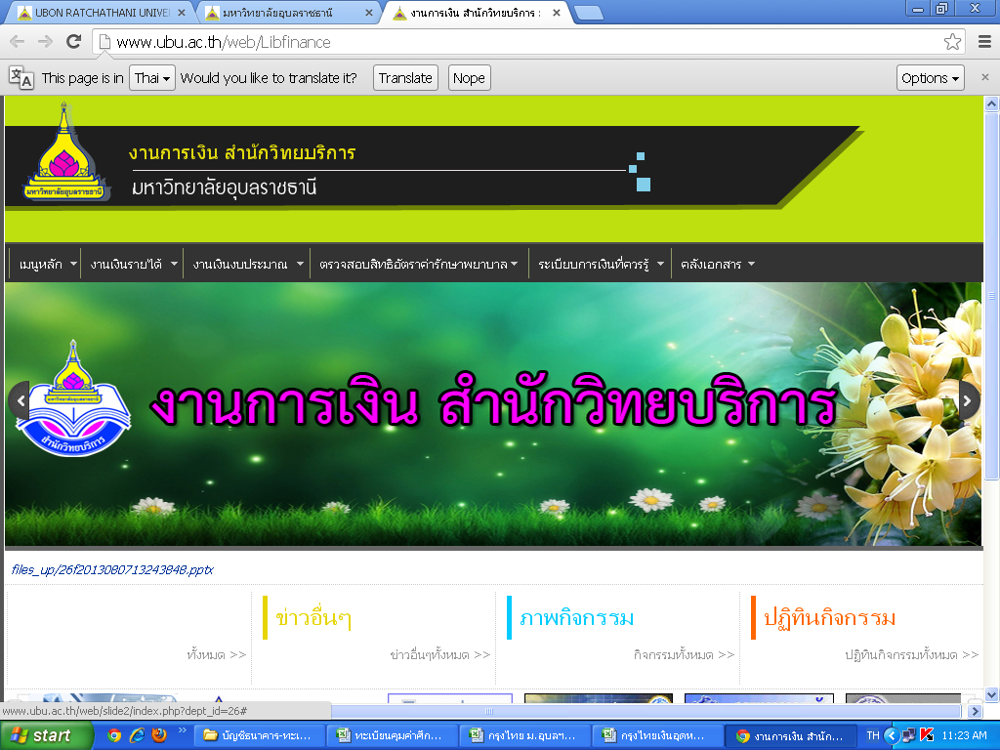 UBON RATCHATHANI UNIVE
มหาวิทยาลัยอุบลราชธานี
งานการเงิน สำนักวิทยบริการ :
www.ubu.ac.th/web/Libfinance
This page is in Thai Would you like to translate it? Translate Nope Options
งานการเงิน สำนักวิทยบริการ
มหาวิทยาลัยอุบลราชธานี
มหาวิทยาลัยอุบลราชธานี
เมนูหลัก งานเงินรายได้ งานเงินงบประมาณ ตรวจสอบสิทธิอัตราค่ารักษาพยาบาล ระเบียบการเงินที่ควรรู้ คลังเอกสาร
มหาวิทยาลัยอุบลราชธานี
สำนักวิทยบริการ
งานการเงิน สำนักวิทยบริการ
files_up/26f2013080713243848.pptx
ข่าวอื่นๆ ภาพกิจกรรม ปฏิทินกิจกรรม
ทั้งหมด >> ข่าวอื่นๆทั้งหมด >> กิจกรรมทั้งหมด >> ปฏิทินกิจกรรมทั้งหมด >>
www.ubu.ac.th/web/slide2/index.php?dept_id=26#
start บัญชีธนาคาร-ทะเ... ทะเบียนคุมค่าศึก... กรุงไทย ม.อุบลฯ... กรุงไทยเงินอุดห... งานการเงิน สำนัก... TH 11:23 AM